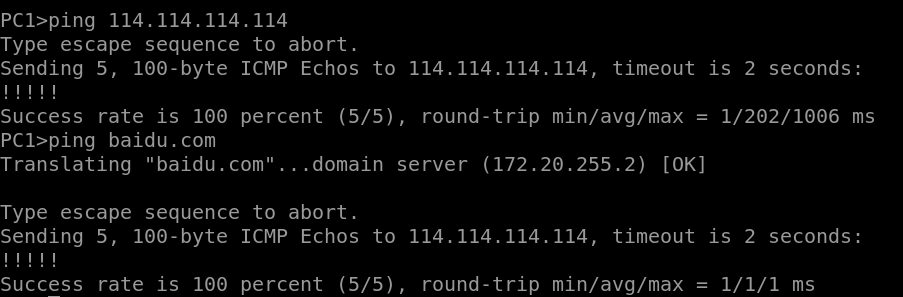 PC1>ping 114.114.114.114
Type escape sequence to abort.
Sending 5, 100-byte ICMP Echos to 114.114.114.114, timeout is 2 seconds:
!!!!!
Success rate is 100 percent (5/5), round-trip min/avg/max = 1/202/1006 ms
PC1>ping baidu.com
Translating "baidu.com"...domain server (172.20.255.2) [OK]

Type escape sequence to abort.
Sending 5, 100-byte ICMP Echos to 114.114.114.114, timeout is 2 seconds:
!!!!!
Success rate is 100 percent (5/5), round-trip min/avg/max = 1/1/1 ms